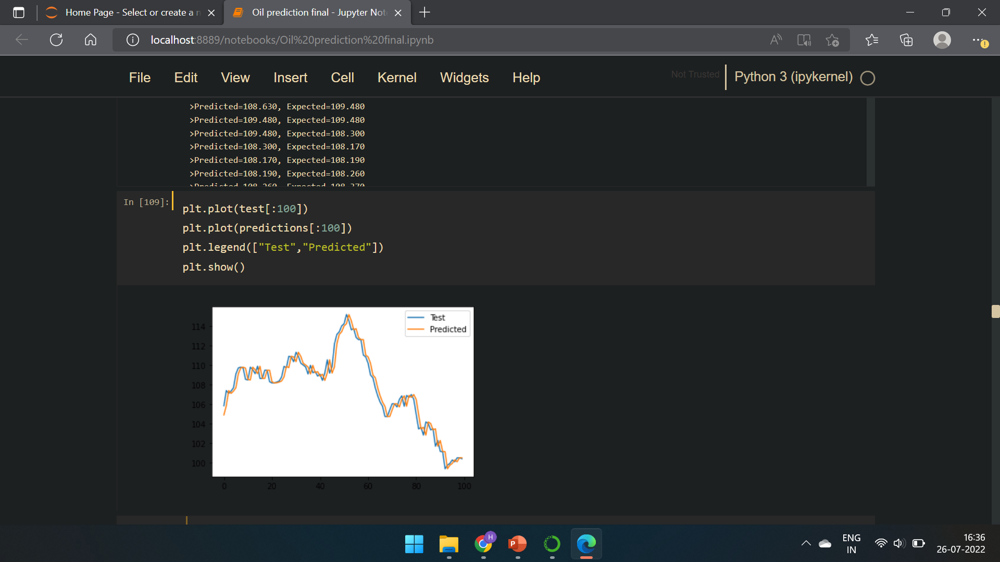 Home Page - Select or create a n
Oil prediction final - Jupyter Not
localhost:8889/notebooks/Oil%20prediction%20final.ipynb
File Edit View Insert Cell Kernel Widgets Help
Not Trusted
Python 3 (ipykernel)
>Predicted=108.630, Expected=109.480
>Predicted=109.480, Expected=109.480
>Predicted=109.480, Expected=108.300
>Predicted=108.300, Expected=108.170
>Predicted=108.170, Expected=108.190
>Predicted=108.190, Expected=108.260
>Predicted=108.260, Expected=108.370
In [109]:
plt.plot(test[:100])
plt.plot(predictions[:100])
plt.legend(["Test","Predicted"])
plt.show()
Test
Predicted
114
112
110
108
106
104
102
100
0 20 40 60 80 100
H
P
ENG
IN
16:36
26-07-2022